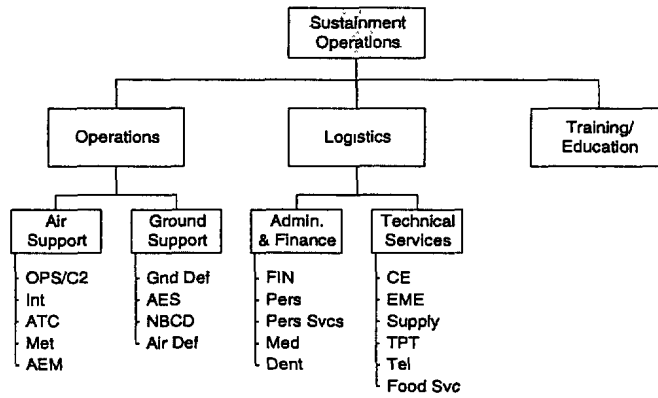 Sustainment
Operations
Operations
Logistics
Training/
Education
Air
Support
Ground
Support
Admin.
& Finance
Technical
Services
OPS/C2
Int
ATC
Met
AEM
Gnd Def
AES
NBCD
Air Def
FIN
Pers
Pers Svcs
Med
Dent
CE
EME
Supply
TPT
Tel
Food Svc